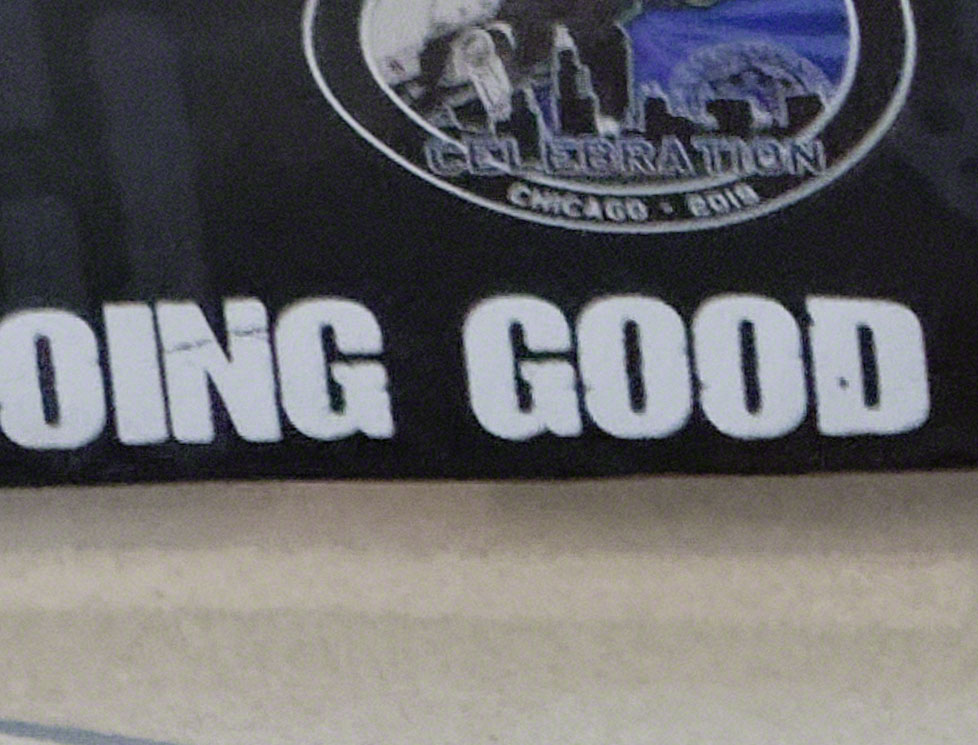 CELEBRATION
CHICAGO • 2019
OING GOOD